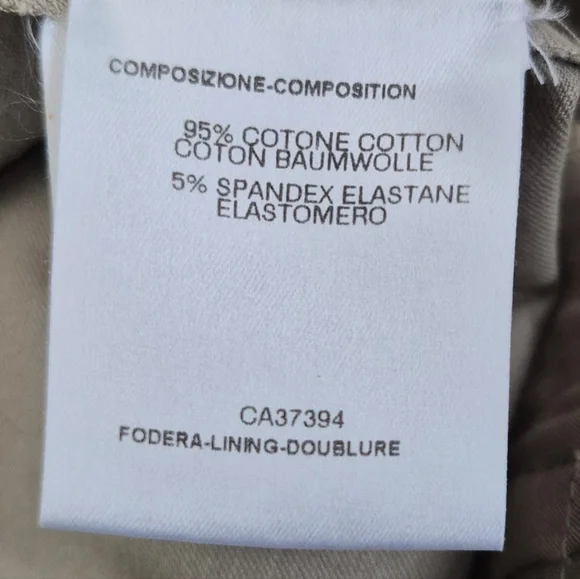 COMPOSIZIONE-COMPOSITION
95% COTONE COTTON
COTON BAUMWOLLE
5% SPANDEX ELASTANE
ELASTOMERO
CA37394
FODERA-LINING-DOUBLURE